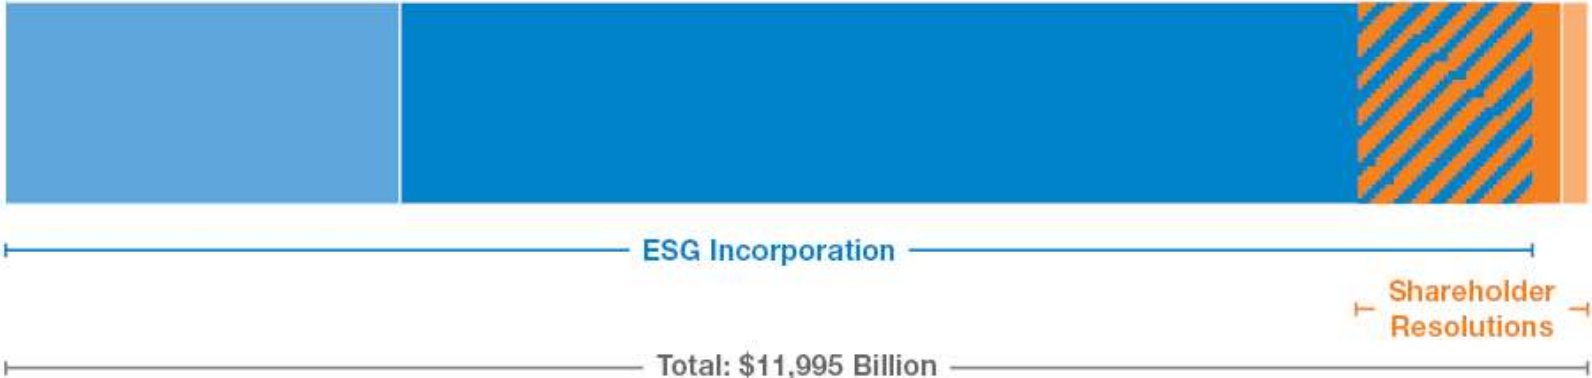 ESG Incorporation
Shareholder
Resolutions
Total: $11,995 Billion